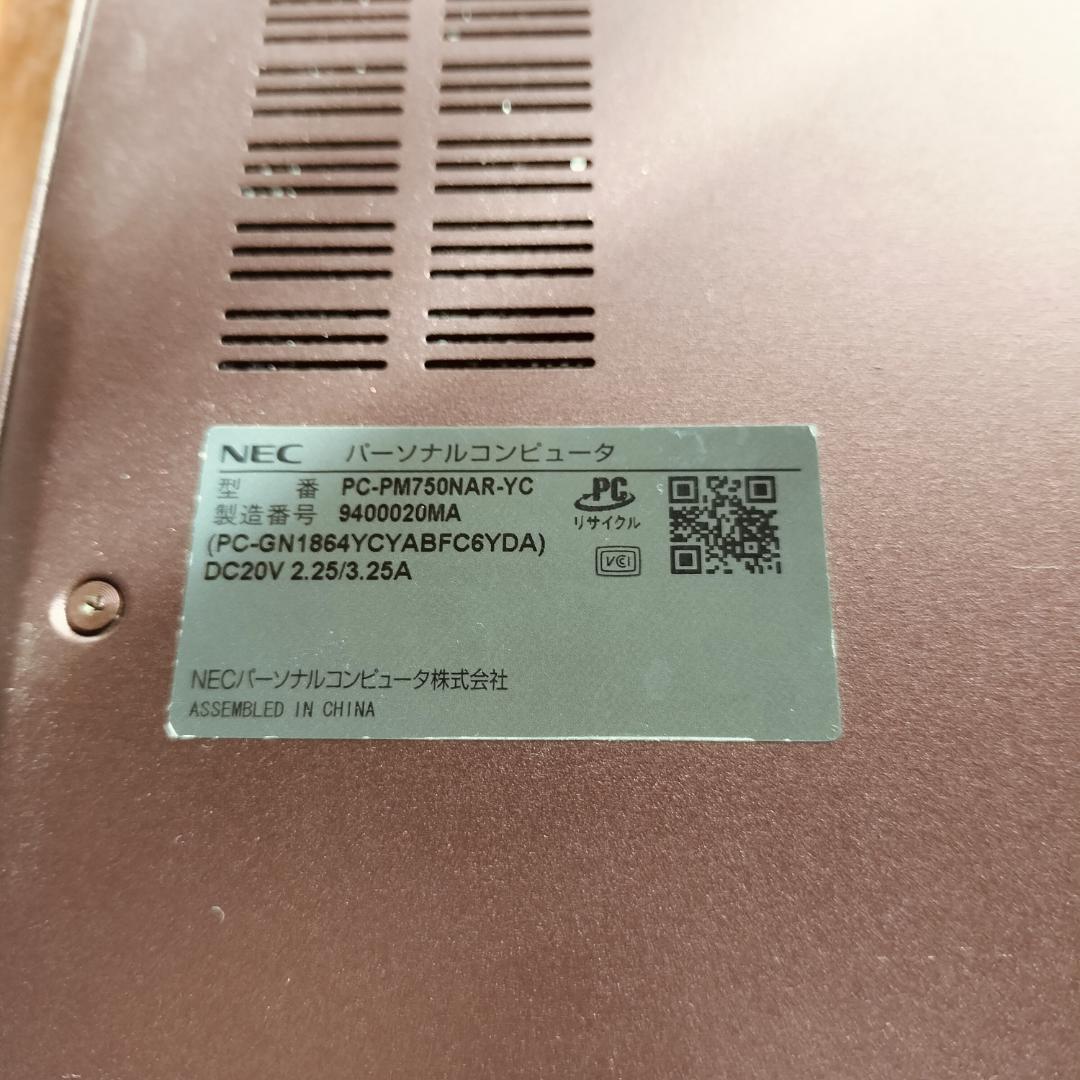 NEC パーソナルコンピュータ
型 番 PC-PM750NAR-YC
製造番号 9400020MA
(PC-GN1864YCYABFC6YDA)
DC20V 2.25/3.25A
PC
リサイクル
VCI
NECパーソナルコンピュータ株式会社
ASSEMBLED IN CHINA